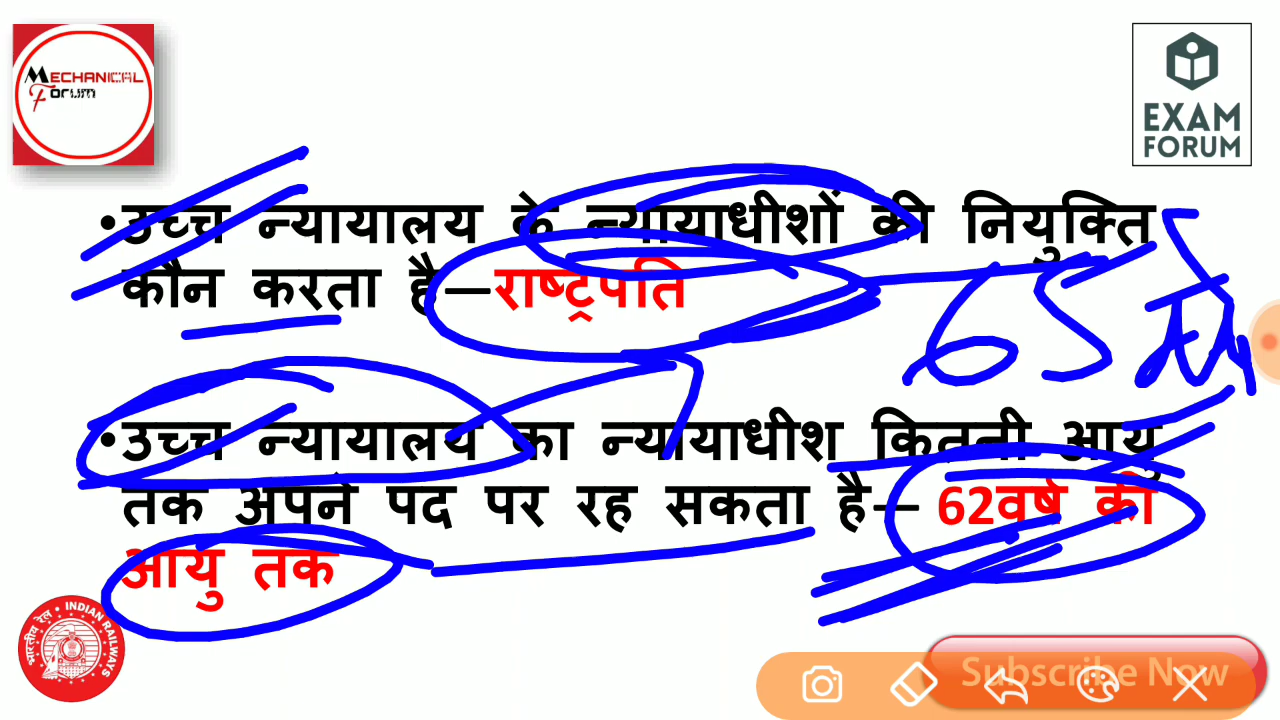 MECHANICAL
Forum
EXAM
FORUM
•उच्च न्यायालय के न्यायाधीशों की नियुक्ति
कौन करता है—राष्ट्रपति
65
•उच्च न्यायालय का न्यायाधीश कितनी आयु
तक अपने पद पर रह सकता है— 62वर्ष की
आयु तक
भारतीय रेल • INDIAN RAILWAYS
Subscribe Now